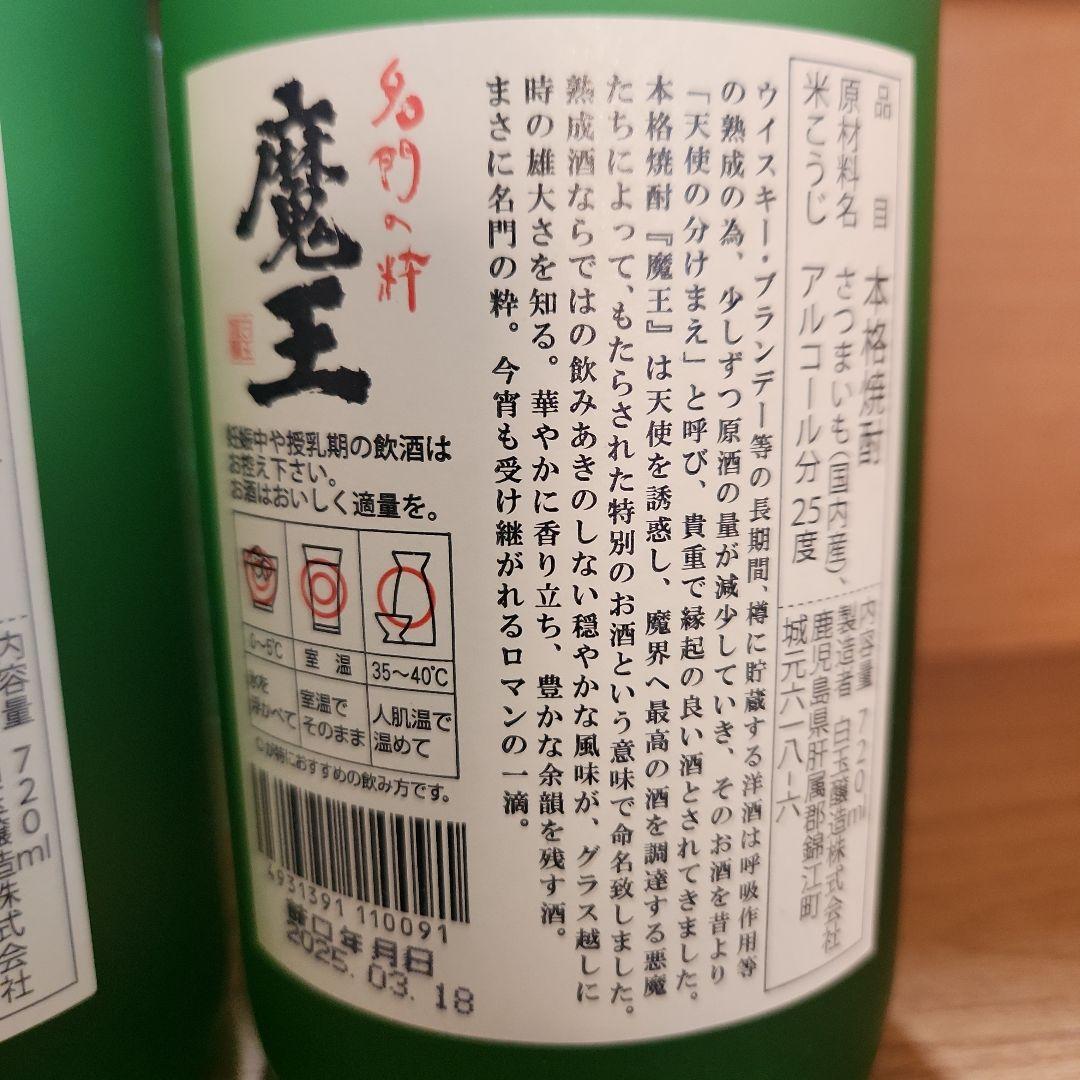 品目 本格焼酎
原材料名 さつまいも(国内産)、
米こうじ アルコール分 25度
内容量 720ml
製造者 白玉醸造株式会社
鹿児島県肝属郡錦江町
城元六一八-六
ウイスキー・ブランデー等の長期間、樽に貯蔵する洋酒は呼吸作用等
の熟成の為、少しずつ原酒の量が減少していき、そのお酒を昔より
「天使の分けまえ」と呼び、貴重で縁起の良い酒とされてきました。
本格焼酎『魔王』は天使を誘惑し、魔界へ最高の酒を調達する悪魔
たちによって、もたらされた特別のお酒という意味で命名致しました。
熟成酒ならではの飲みあきのしない穏やかな風味が、グラス越しに
時の雄大さを知る。華やかに香り立ち、豊かな余韻を残す酒。
まさに名門の粋。今宵も受け継がれるロマンの一滴。
名門の粋
魔王
妊娠中や授乳期の飲酒は
お控え下さい。
お酒はおいしく適量を。
0〜5℃ 室温 35〜40℃
氷を
浮かべて
室温で
そのまま
人肌温で
温めて
○が特におすすめの飲み方です。
4931391110091
蔵口年月日
2025.03.18
内容量 720ml
醸造株式会社